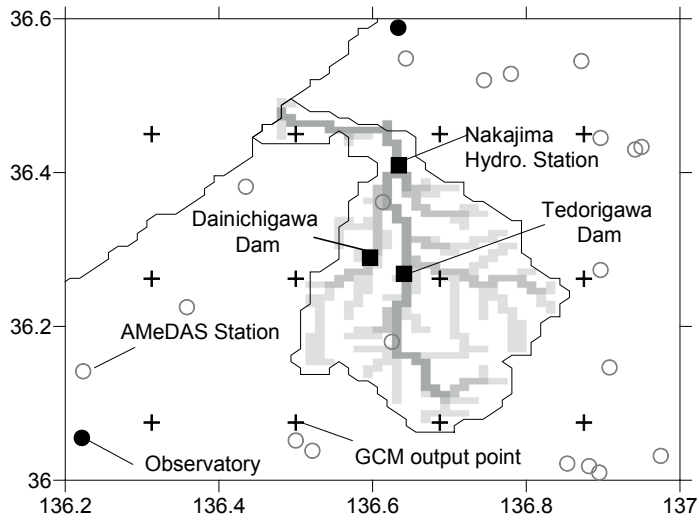 36.6
36.4
36.2
36
136.2
136.4
136.6
136.8
137
Nakajima
Hydro. Station
Dainichigawa
Dam
Tedorigawa
Dam
AMeDAS Station
Observatory
GCM output point